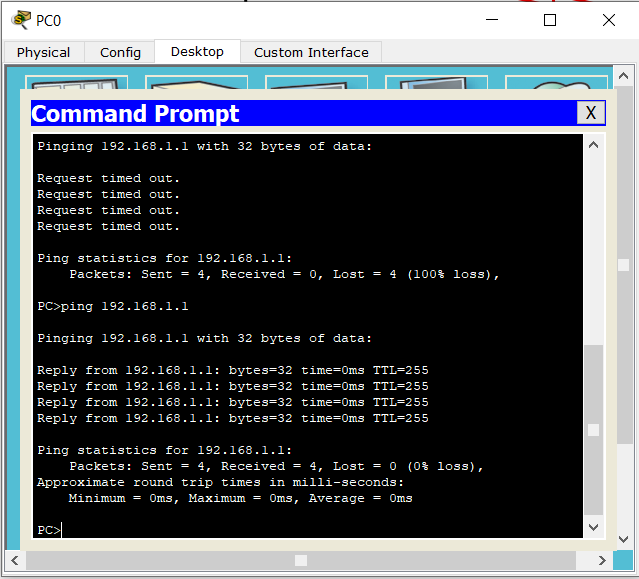 PC0
Physical
Config
Desktop
Custom Interface
Command Prompt
X
Pinging 192.168.1.1 with 32 bytes of data:
Request timed out.
Request timed out.
Request timed out.
Request timed out.
Ping statistics for 192.168.1.1:
Packets: Sent = 4, Received = 0, Lost = 4 (100% loss),
PC>ping 192.168.1.1
Pinging 192.168.1.1 with 32 bytes of data:
Reply from 192.168.1.1: bytes=32 time=0ms TTL=255
Reply from 192.168.1.1: bytes=32 time=0ms TTL=255
Reply from 192.168.1.1: bytes=32 time=0ms TTL=255
Reply from 192.168.1.1: bytes=32 time=0ms TTL=255
Ping statistics for 192.168.1.1:
Packets: Sent = 4, Received = 4, Lost = 0 (0% loss),
Approximate round trip times in milli-seconds:
Minimum = 0ms, Maximum = 0ms, Average = 0ms
PC>